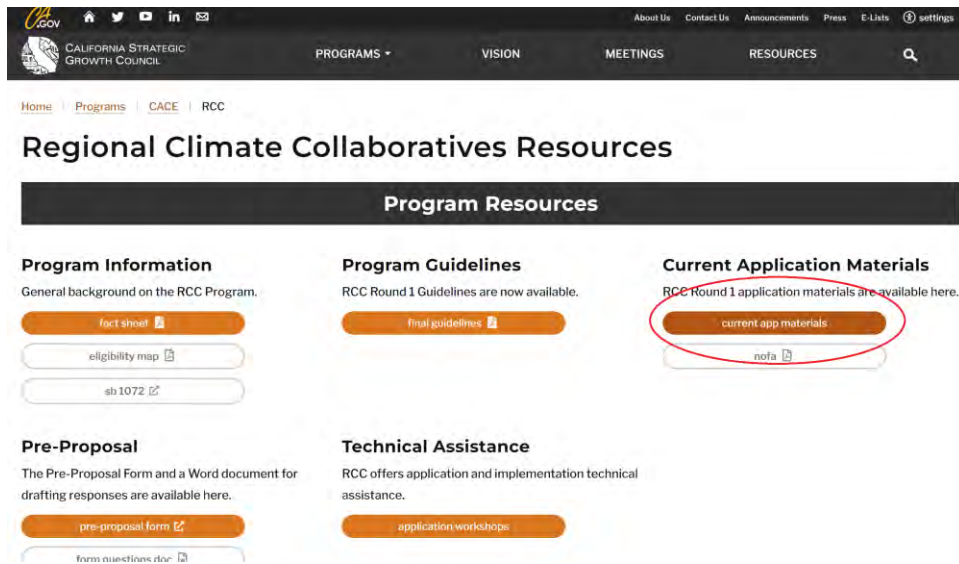 CA.GOV
About Us Contact Us Announcements Press E-Lists settings
CALIFORNIA STRATEGIC
GROWTH COUNCIL
PROGRAMS VISION MEETINGS RESOURCES
Home Programs CACE RCC
Regional Climate Collaboratives Resources
Program Resources
Program Information
General background on the RCC Program.
fact sheet
eligibility map
sb 1072
Program Guidelines
RCC Round 1 Guidelines are now available.
final guidelines
Current Application Materials
RCC Round 1 application materials are available here.
current app materials
nofa
Pre-Proposal
The Pre-Proposal Form and a Word document for
drafting responses are available here.
pre-proposal form
form questions doc
Technical Assistance
RCC offers application and implementation technical
assistance.
application workshops